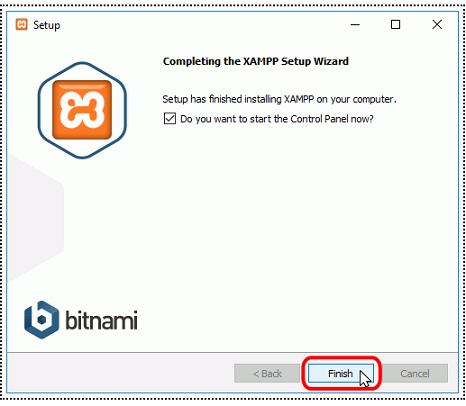 Setup
Completing the XAMPP Setup Wizard
Setup has finished installing XAMPP on your computer.
Do you want to start the Control Panel now?
bitnami
< Back
Finish
Cancel